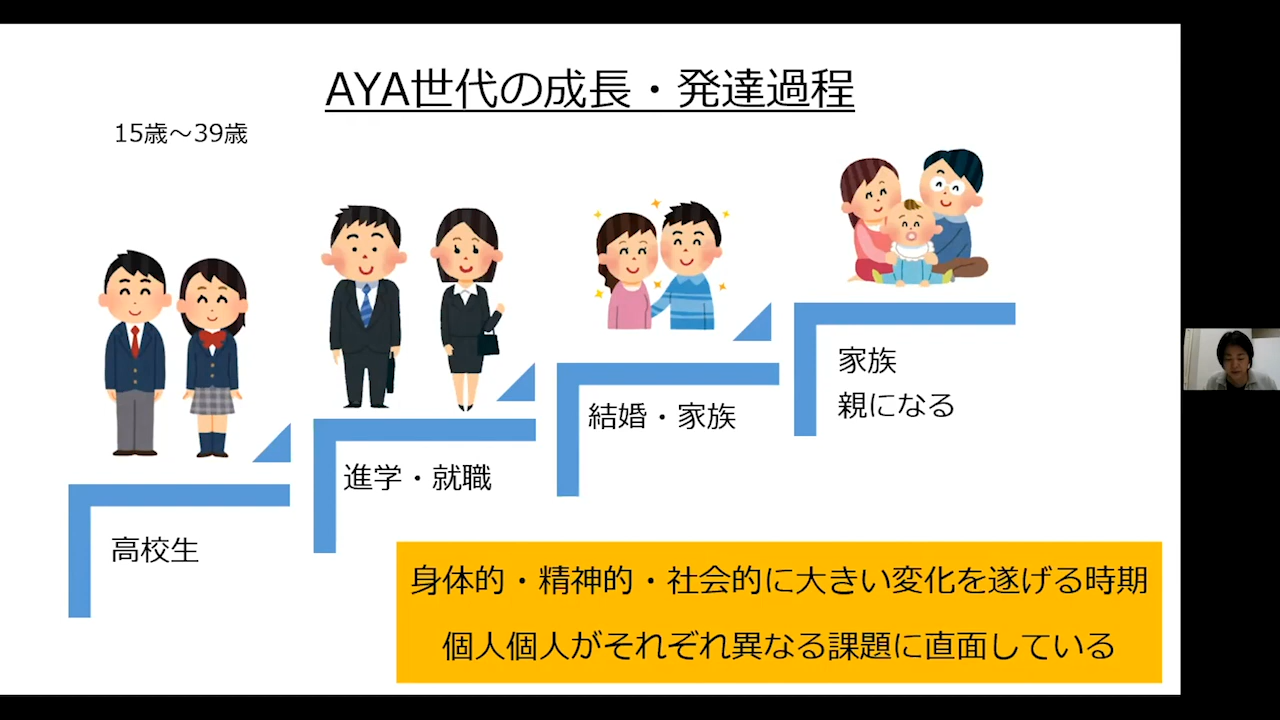 AYA世代の成長・発達過程
15歳～39歳
高校生
進学・就職
結婚・家族
家族
親になる
身体的・精神的・社会的に大きい変化を遂げる時期
個人個人がそれぞれ異なる課題に直面している